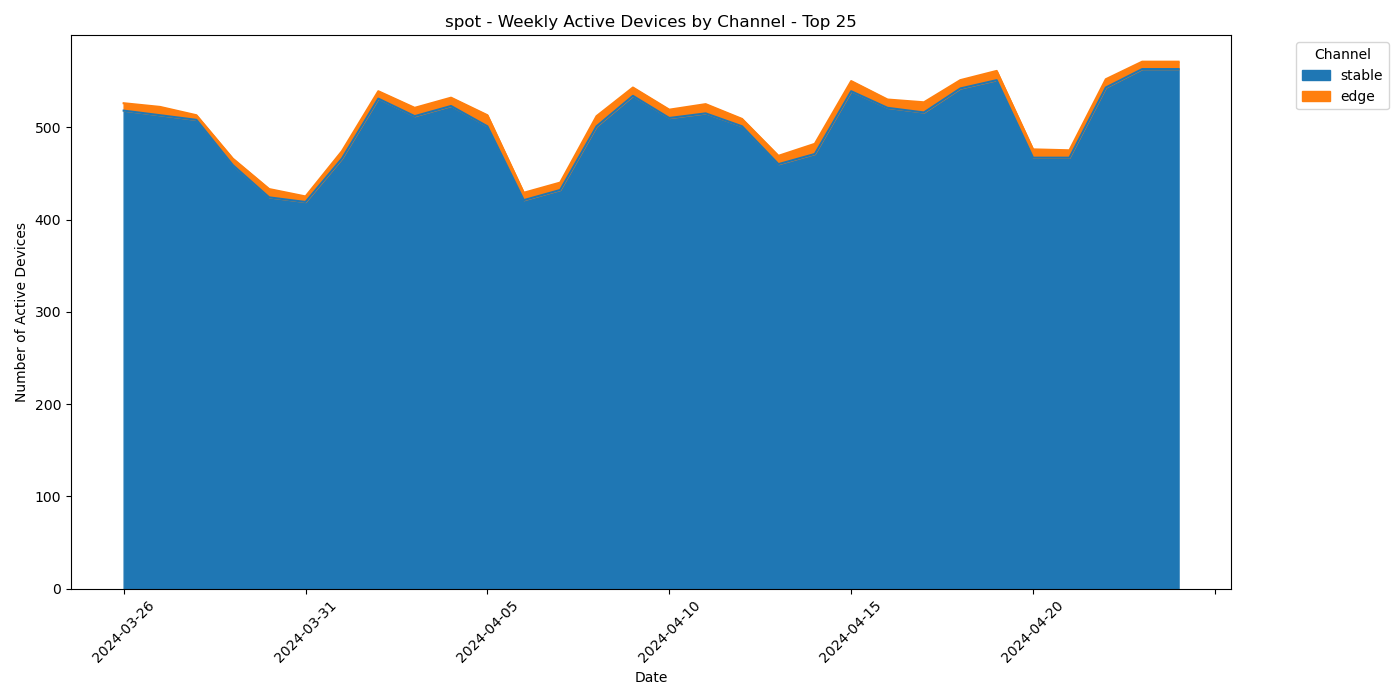 spot - Weekly Active Devices by Channel - Top 25
Channel
stable
edge
Number of Active Devices
500
400
300
200
100
0
2024-03-26
2024-03-31
2024-04-05
2024-04-10
2024-04-15
2024-04-20
Date